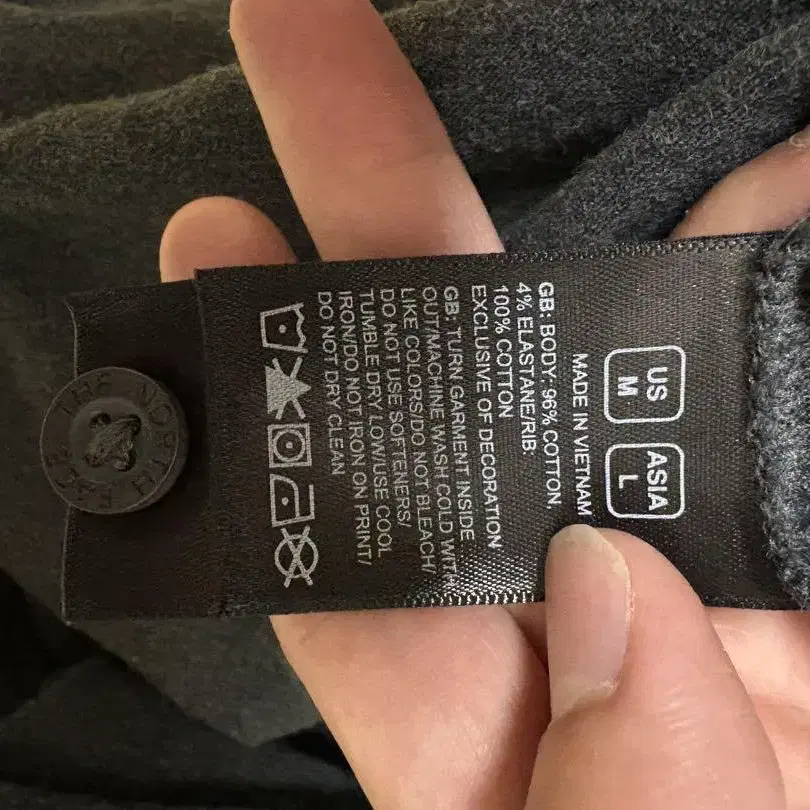 US
M
ASIA
L
MADE IN VIETNAM
GB: BODY: 96% COTTON,
4% ELASTANE/RIB:
100% COTTON
EXCLUSIVE OF DECORATION
GB: TURN GARMENT INSIDE
OUT/MACHINE WASH COLD WITH
LIKE COLORS/DO NOT BLEACH/
DO NOT USE SOFTENERS/
TUMBLE DRY LOW/USE COOL
IRON/DO NOT IRON ON PRINT/
DO NOT DRY CLEAN
THE NORTH FACE